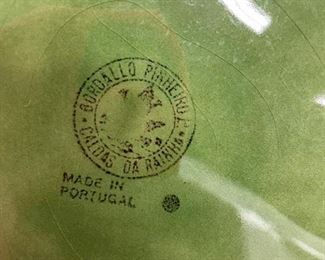 BORDALLO PINHEIRO
CALDAS DA RAINHA
MADE IN
PORTUGAL